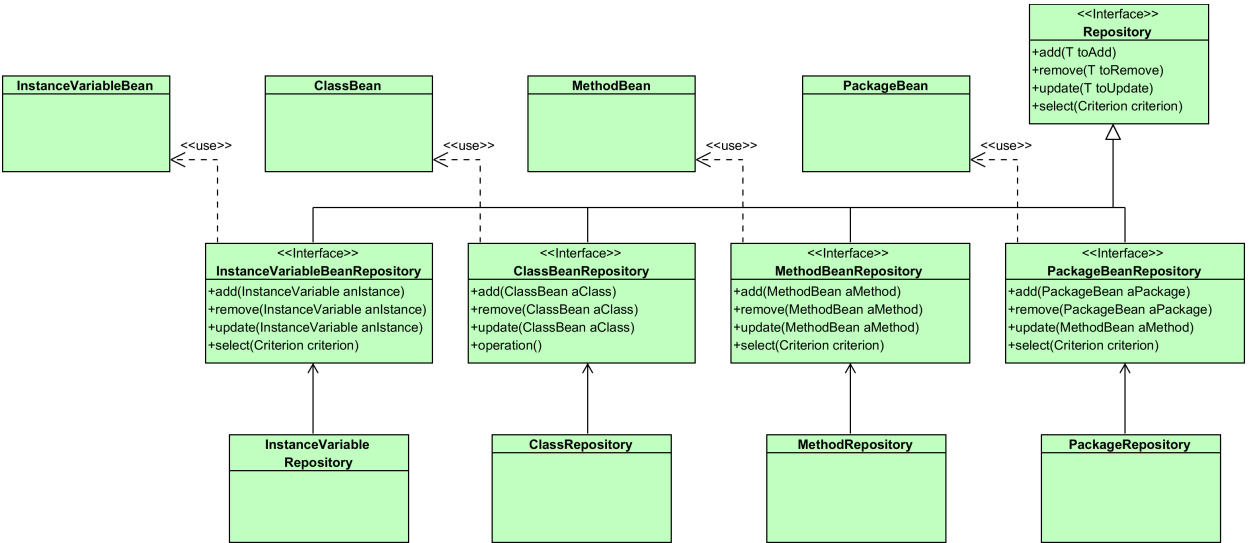 <<Interface>>
Repository
+add(T toAdd)
+remove(T toRemove)
+update(T toUpdate)
+select(Criterion criterion)
InstanceVariableBean
ClassBean
MethodBean
PackageBean
<<use>>
<<use>>
<<use>>
<<use>>
<<Interface>>
InstanceVariableBeanRepository
+add(InstanceVariable anIstance)
+remove(InstanceVariable anIstance)
+update(InstanceVariable anIstance)
+select(Criterion criterion)
<<Interface>>
ClassBeanRepository
+add(ClassBean aClass)
+remove(ClassBean aClass)
+update(ClassBean aClass)
+operation()
<<Interface>>
MethodBeanRepository
+add(MethodBean aMethod)
+remove(MethodBean aMethod)
+update(MethodBean aMethod)
+select(Criterion criterion)
<<Interface>>
PackageBeanRepository
+add(PackageBean aPackage)
+remove(PackageBean aPackage)
+update(MethodBean aMethod)
+select(Criterion criterion)
InstanceVariable
Repository
ClassRepository
MethodRepository
PackageRepository